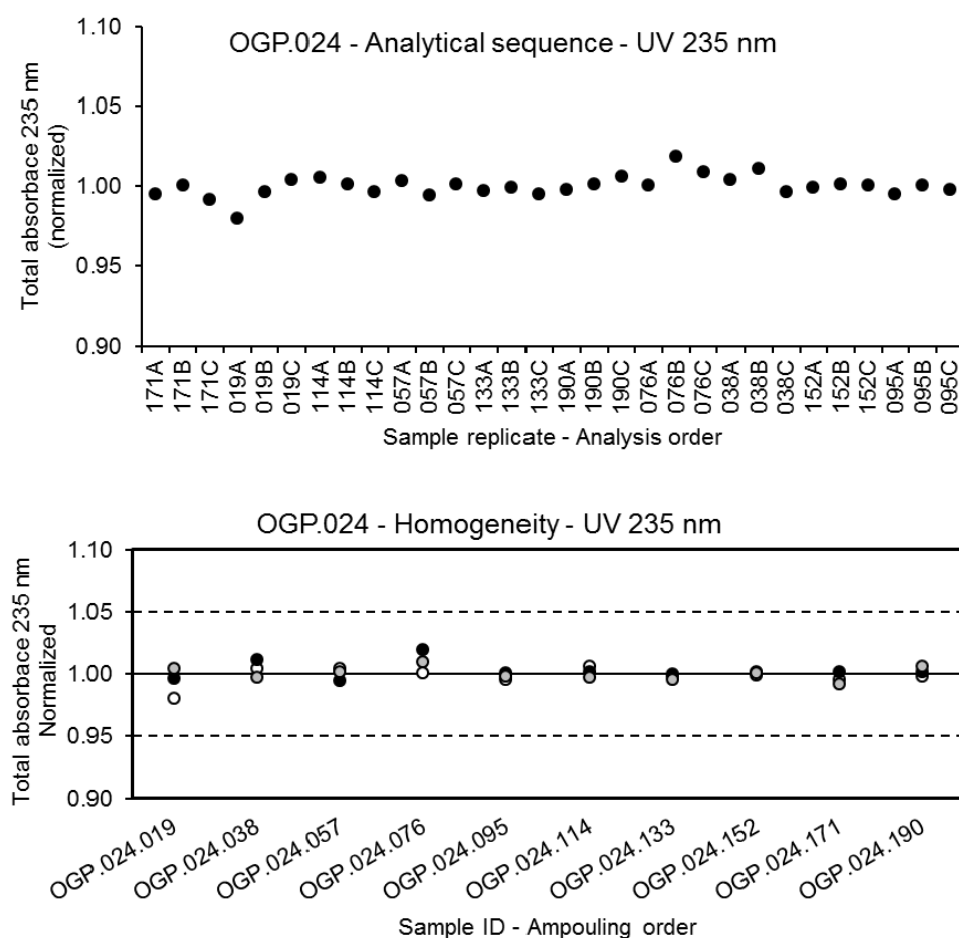 OGP.024 - Analytical sequence - UV 235 nm
Total absorbace 235 nm
(normalized)
1.10
1.05
1.00
0.95
0.90
171A
171B
171C
019A
019B
019C
114A
114B
114C
057A
057B
057C
133A
133B
133C
190A
190B
190C
076A
076B
076C
038A
038B
038C
152A
152B
152C
095A
095B
095C
Sample replicate - Analysis order
OGP.024 - Homogeneity - UV 235 nm
Total absorbace 235 nm
Normalized
1.10
1.05
1.00
0.95
0.90
OGP.024.019
OGP.024.038
OGP.024.057
OGP.024.076
OGP.024.095
OGP.024.114
OGP.024.133
OGP.024.152
OGP.024.171
OGP.024.190
Sample ID - Ampouling order